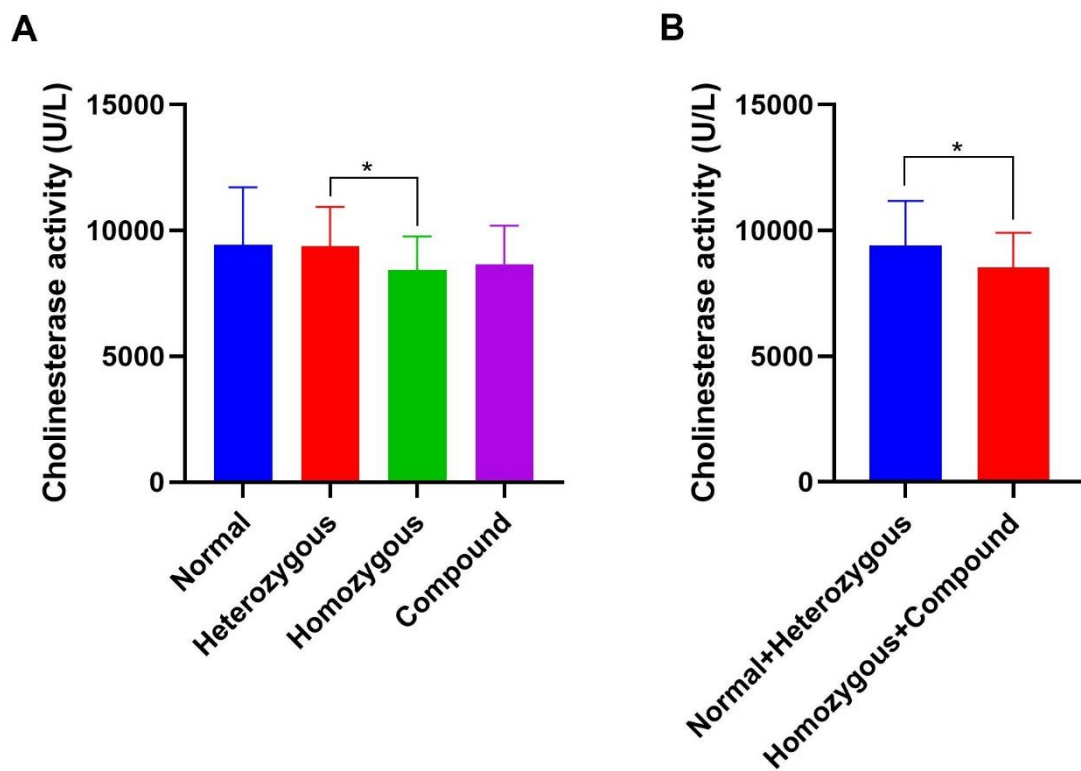 A
Cholinesterase activity (U/L)
15000
10000
5000
0
*
Normal
Heterozygous
Homozygous
Compound
B
Cholinesterase activity (U/L)
15000
10000
5000
0
*
Normal+Heterozygous
Homozygous+Compound